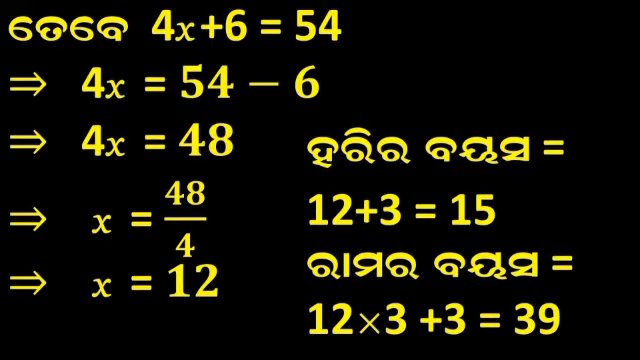 ତେବେ 4x+6 = 54
⇒ 4x = 54 − 6
⇒ 4x = 48
⇒ x = 48/4
⇒ x = 12
ହରିର ବୟସ =
12+3 = 15
ରାମର ବୟସ =
12×3 +3 = 39